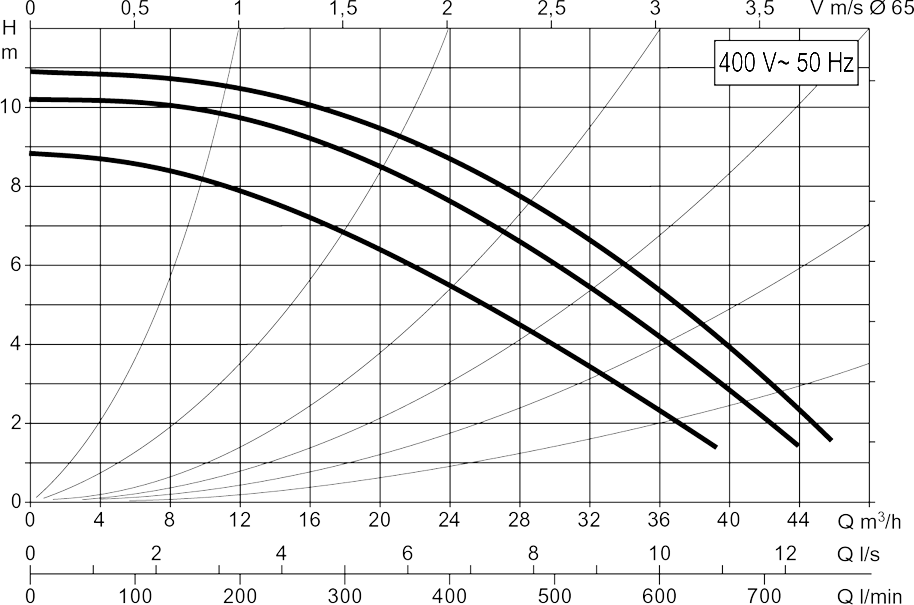 0 0,5 1 1,5 2 2,5 3 3,5 V m/s Ø 65
H
m
400 V~ 50 Hz
10
8
6
4
2
0
0 4 8 12 16 20 24 28 32 36 40 44 Q m³/h
0 2 4 6 8 10 12 Q l/s
0 100 200 300 400 500 600 700 Q l/min